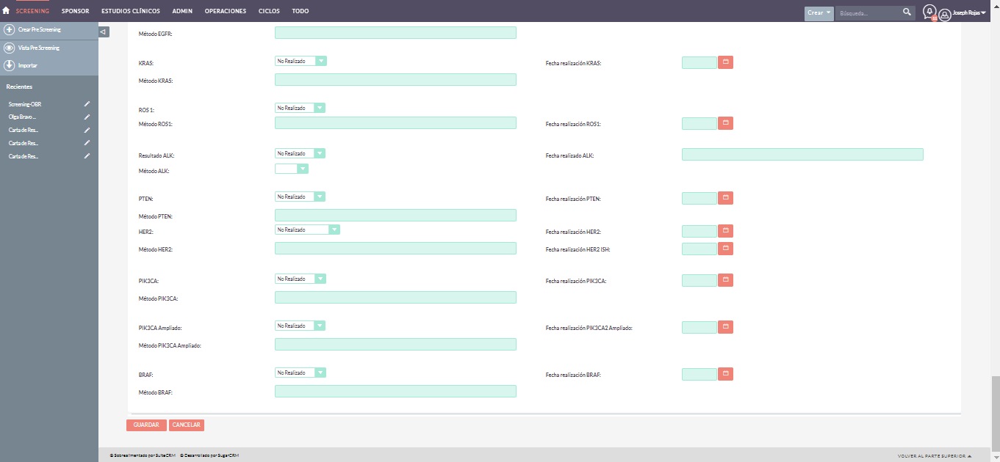 SCREENING SPONSOR ESTUDIOS CLÍNICOS ADMIN OPERACIONES CICLOS TODO Crear Búsqueda... Joseph Rojas
Crear Pre Screening
Vista Pre Screening
Importar
Recientes
Screening-OBR
Olga Bravo ...
Carta de Res...
Carta de Res...
Carta de Res...
Método EGFR:
KRAS: No Realizado Fecha realización KRAS:
Método KRAS:
ROS 1: No Realizado
Método ROS1: Fecha realización ROS1:
Resultado ALK: No Realizado Fecha realizado ALK:
Método ALK:
PTEN: No Realizado Fecha realización PTEN:
Método PTEN:
HER2: No Realizado Fecha realización HER2:
Método HER2: Fecha realización HER2 ISH:
PIK3CA: No Realizado Fecha realización PIK3CA:
Método PIK3CA:
PIK3CA Ampliado: No Realizado Fecha realización PIK3CA2 Ampliado:
Método PIK3CA Ampliado:
BRAF: No Realizado Fecha realización BRAF:
Método BRAF:
GUARDAR CANCELAR
© Sobrealimentado por SuiteCRM © Desarrollado por SugarCRM VOLVER AL PARTE SUPERIOR